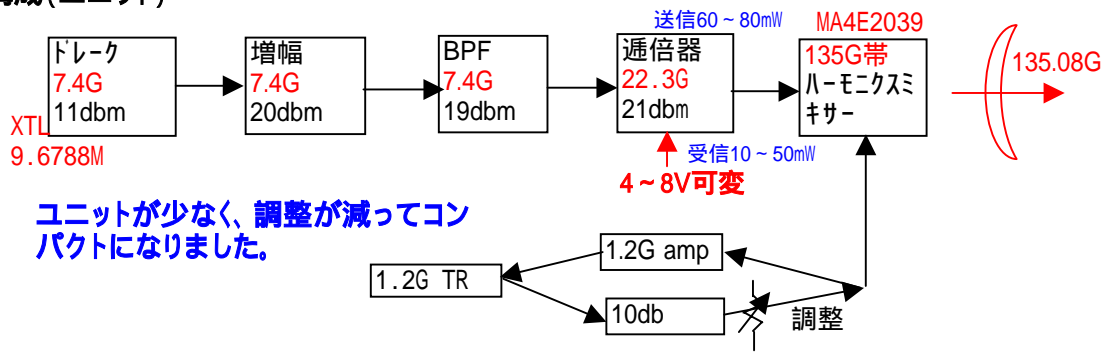 構成(ユニット)
送信60～80mW
MA4E2039
ドレーク
7.4G
11dbm
増幅
7.4G
20dbm
BPF
7.4G
19dbm
逓倍器
22.3G
21dbm
135G帯
ハーモニクスミ
キサー
135.08G
XTL
9.6788M
受信10～50mW
4～8V可変
ユニットが少なく、調整が減ってコン
パクトになりました。
1.2G amp
1.2G TR
10db
調整